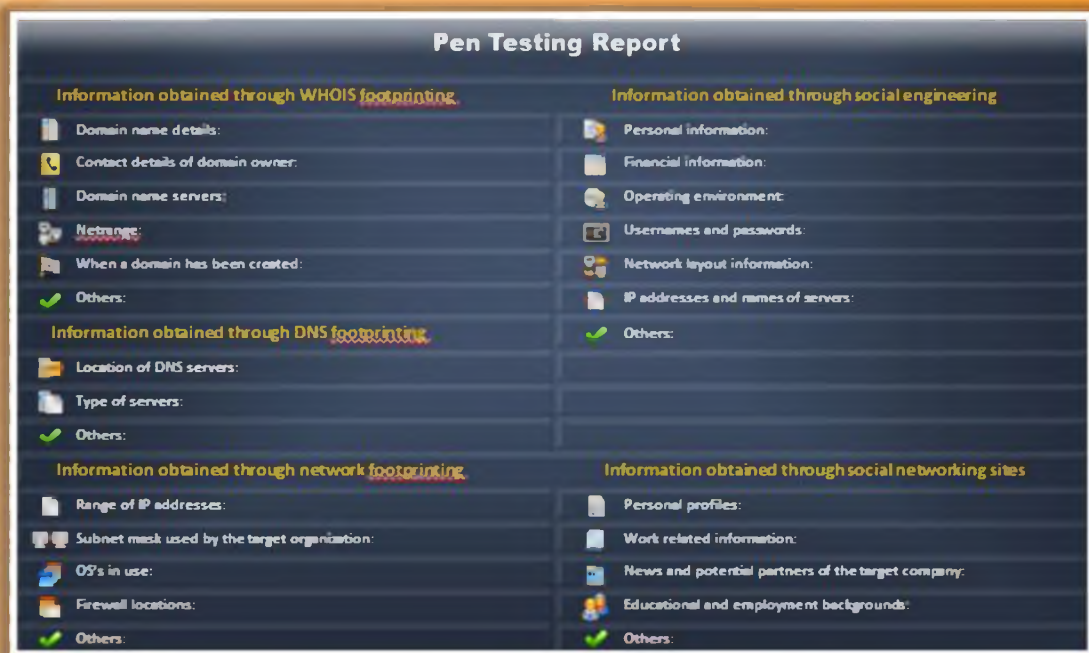 Pen Testing Report
Information obtained through WHOIS footprinting
Domain name details:
Contact details of domain owner:
Domain name servers:
Netrange:
When a domain has been created:
Others:
Information obtained through DNS footprinting
Location of DNS servers:
Type of servers:
Others:
Information obtained through network footprinting
Range of IP addresses:
Subnet mask used by the target organization:
OS's in use:
Firewall locations:
Others:
Information obtained through social engineering
Personal information:
Financial information:
Operating environment:
Usernames and passwords:
Network layout information:
IP addresses and names of servers:
Others:
Information obtained through social networking sites
Personal profiles:
Work related information:
News and potential partners of the target company:
Educational and employment backgrounds:
Others: